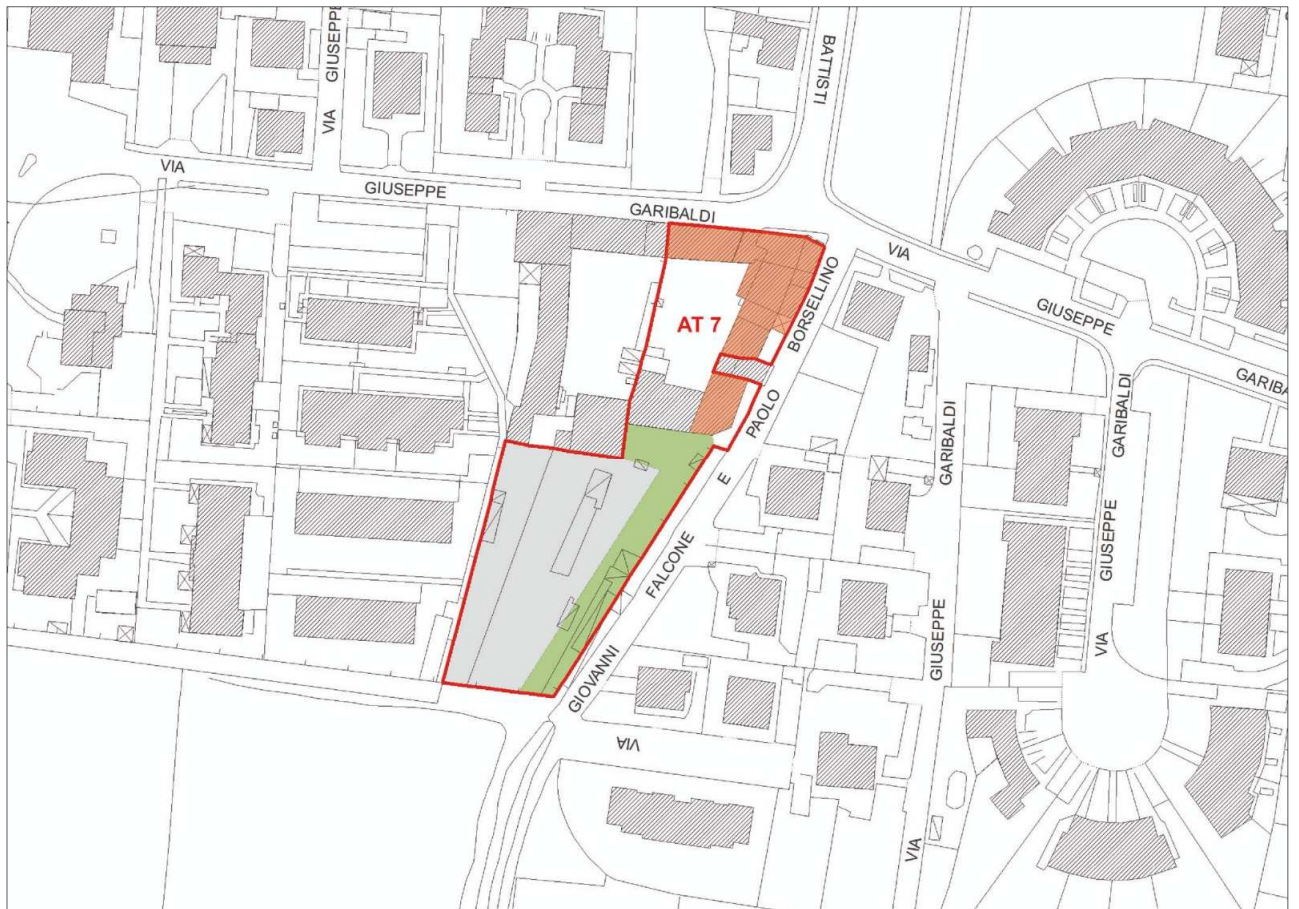 VIA GIUSEPPE
BATTISTI
VIA
GIUSEPPE
GARIBALDI
VIA
GIUSEPPE
GARIBA
AT 7
BORSELLINO
PAOLO
E
FALCONE
GIOVANNI
VIA
GARIBALDI
GIUSEPPE
VIA
GARIBALDI
GIUSEPPE
VIA